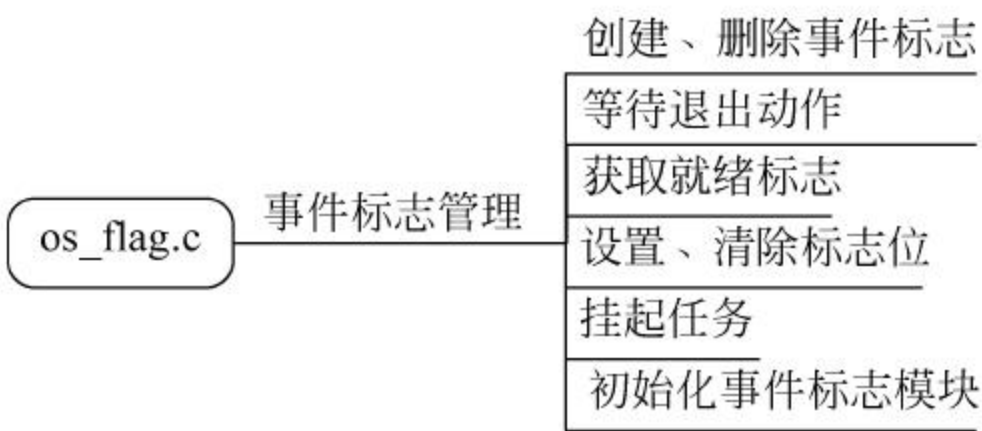 os_flag.c
事件标志管理
创建、删除事件标志
等待退出动作
获取就绪标志
设置、清除标志位
挂起任务
初始化事件标志模块